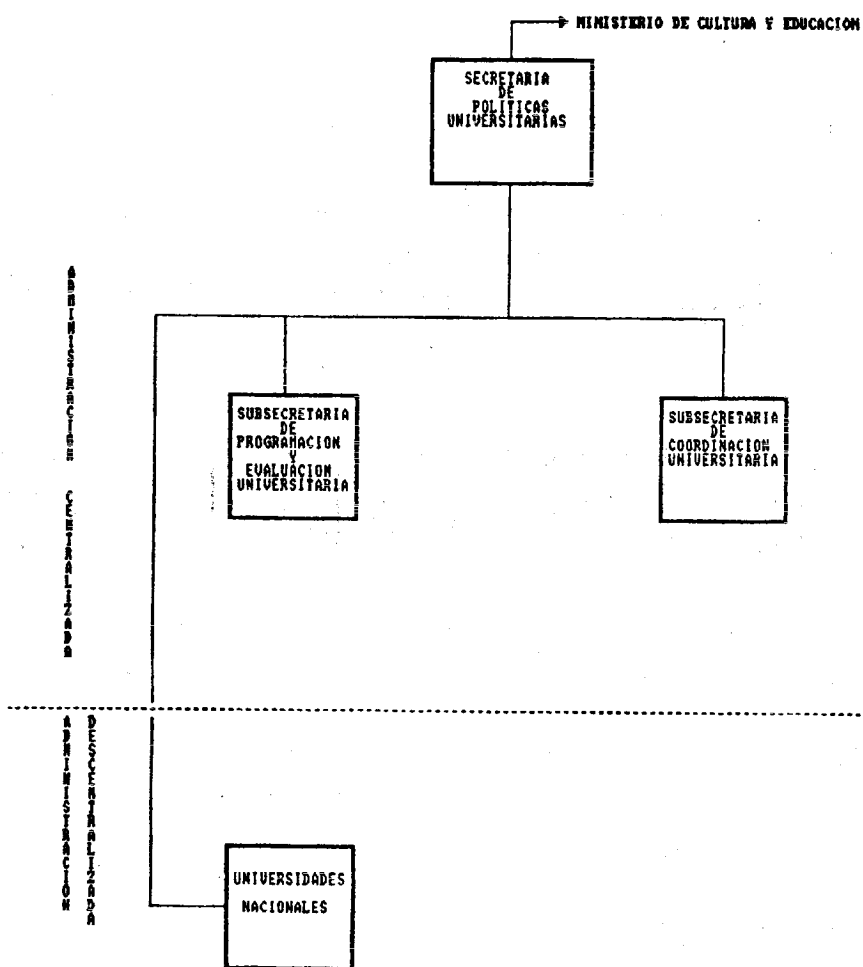 MINISTERIO DE CULTURA Y EDUCACION
SECRETARIA
DE
POLITICAS
UNIVERSITARIAS
ADMINISTRACION CENTRALIZADA
SUBSECRETARIA
DE
PROGRAMACION
Y
EVALUACION
UNIVERSITARIA
SUBSECRETARIA
DE
COORDINACION
UNIVERSITARIA
ADMINISTRACION
DESCENTRALIZADA
UNIVERSIDADES
NACIONALES